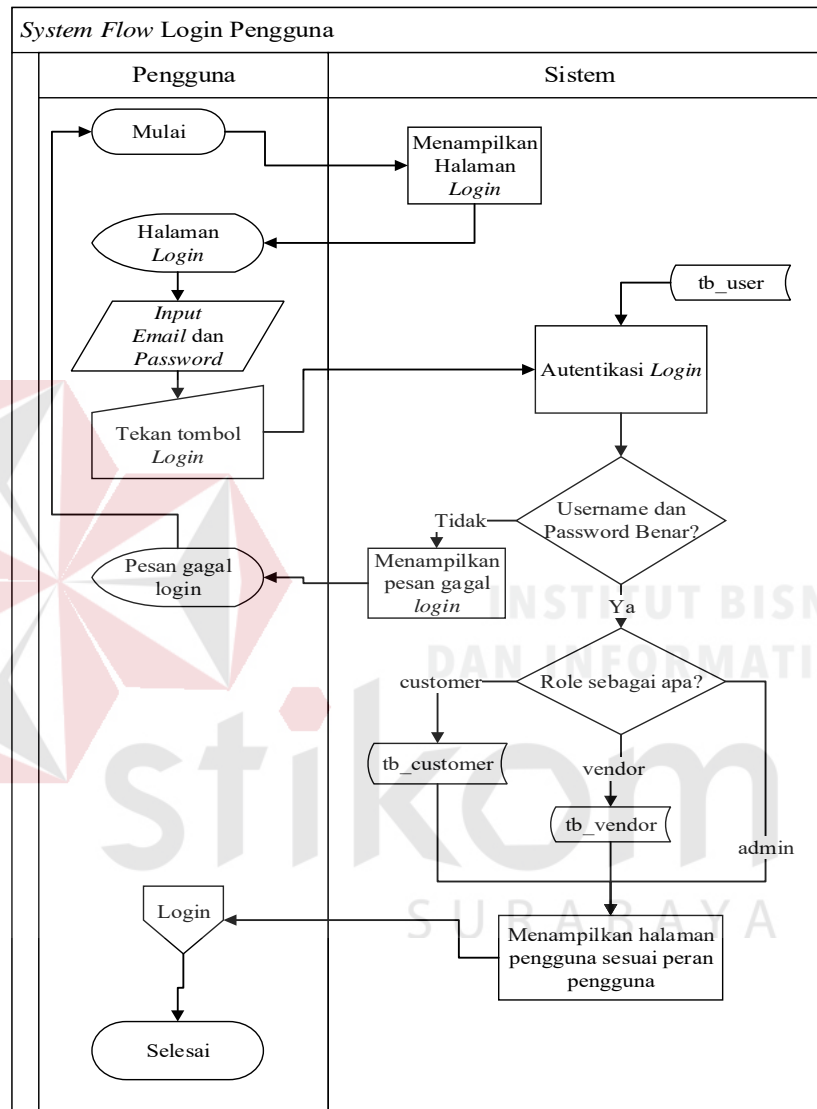 System Flow Login Pengguna
Pengguna
Sistem
Mulai
Menampilkan
Halaman
Login
Halaman
Login
tb_user
Input
Email dan
Password
Autentikasi Login
Tekan tombol
Login
Username dan
Password Benar?
Tidak
Pesan gagal
login
Menampilkan
pesan gagal
login
Ya
INSTITUT BISN
DAN INFORMATI
Role sebagai apa?
customer
tb_customer
vendor
tb_vendor
admin
stikom
SURABAYA
Login
Menampilkan halaman
pengguna sesuai peran
pengguna
Selesai